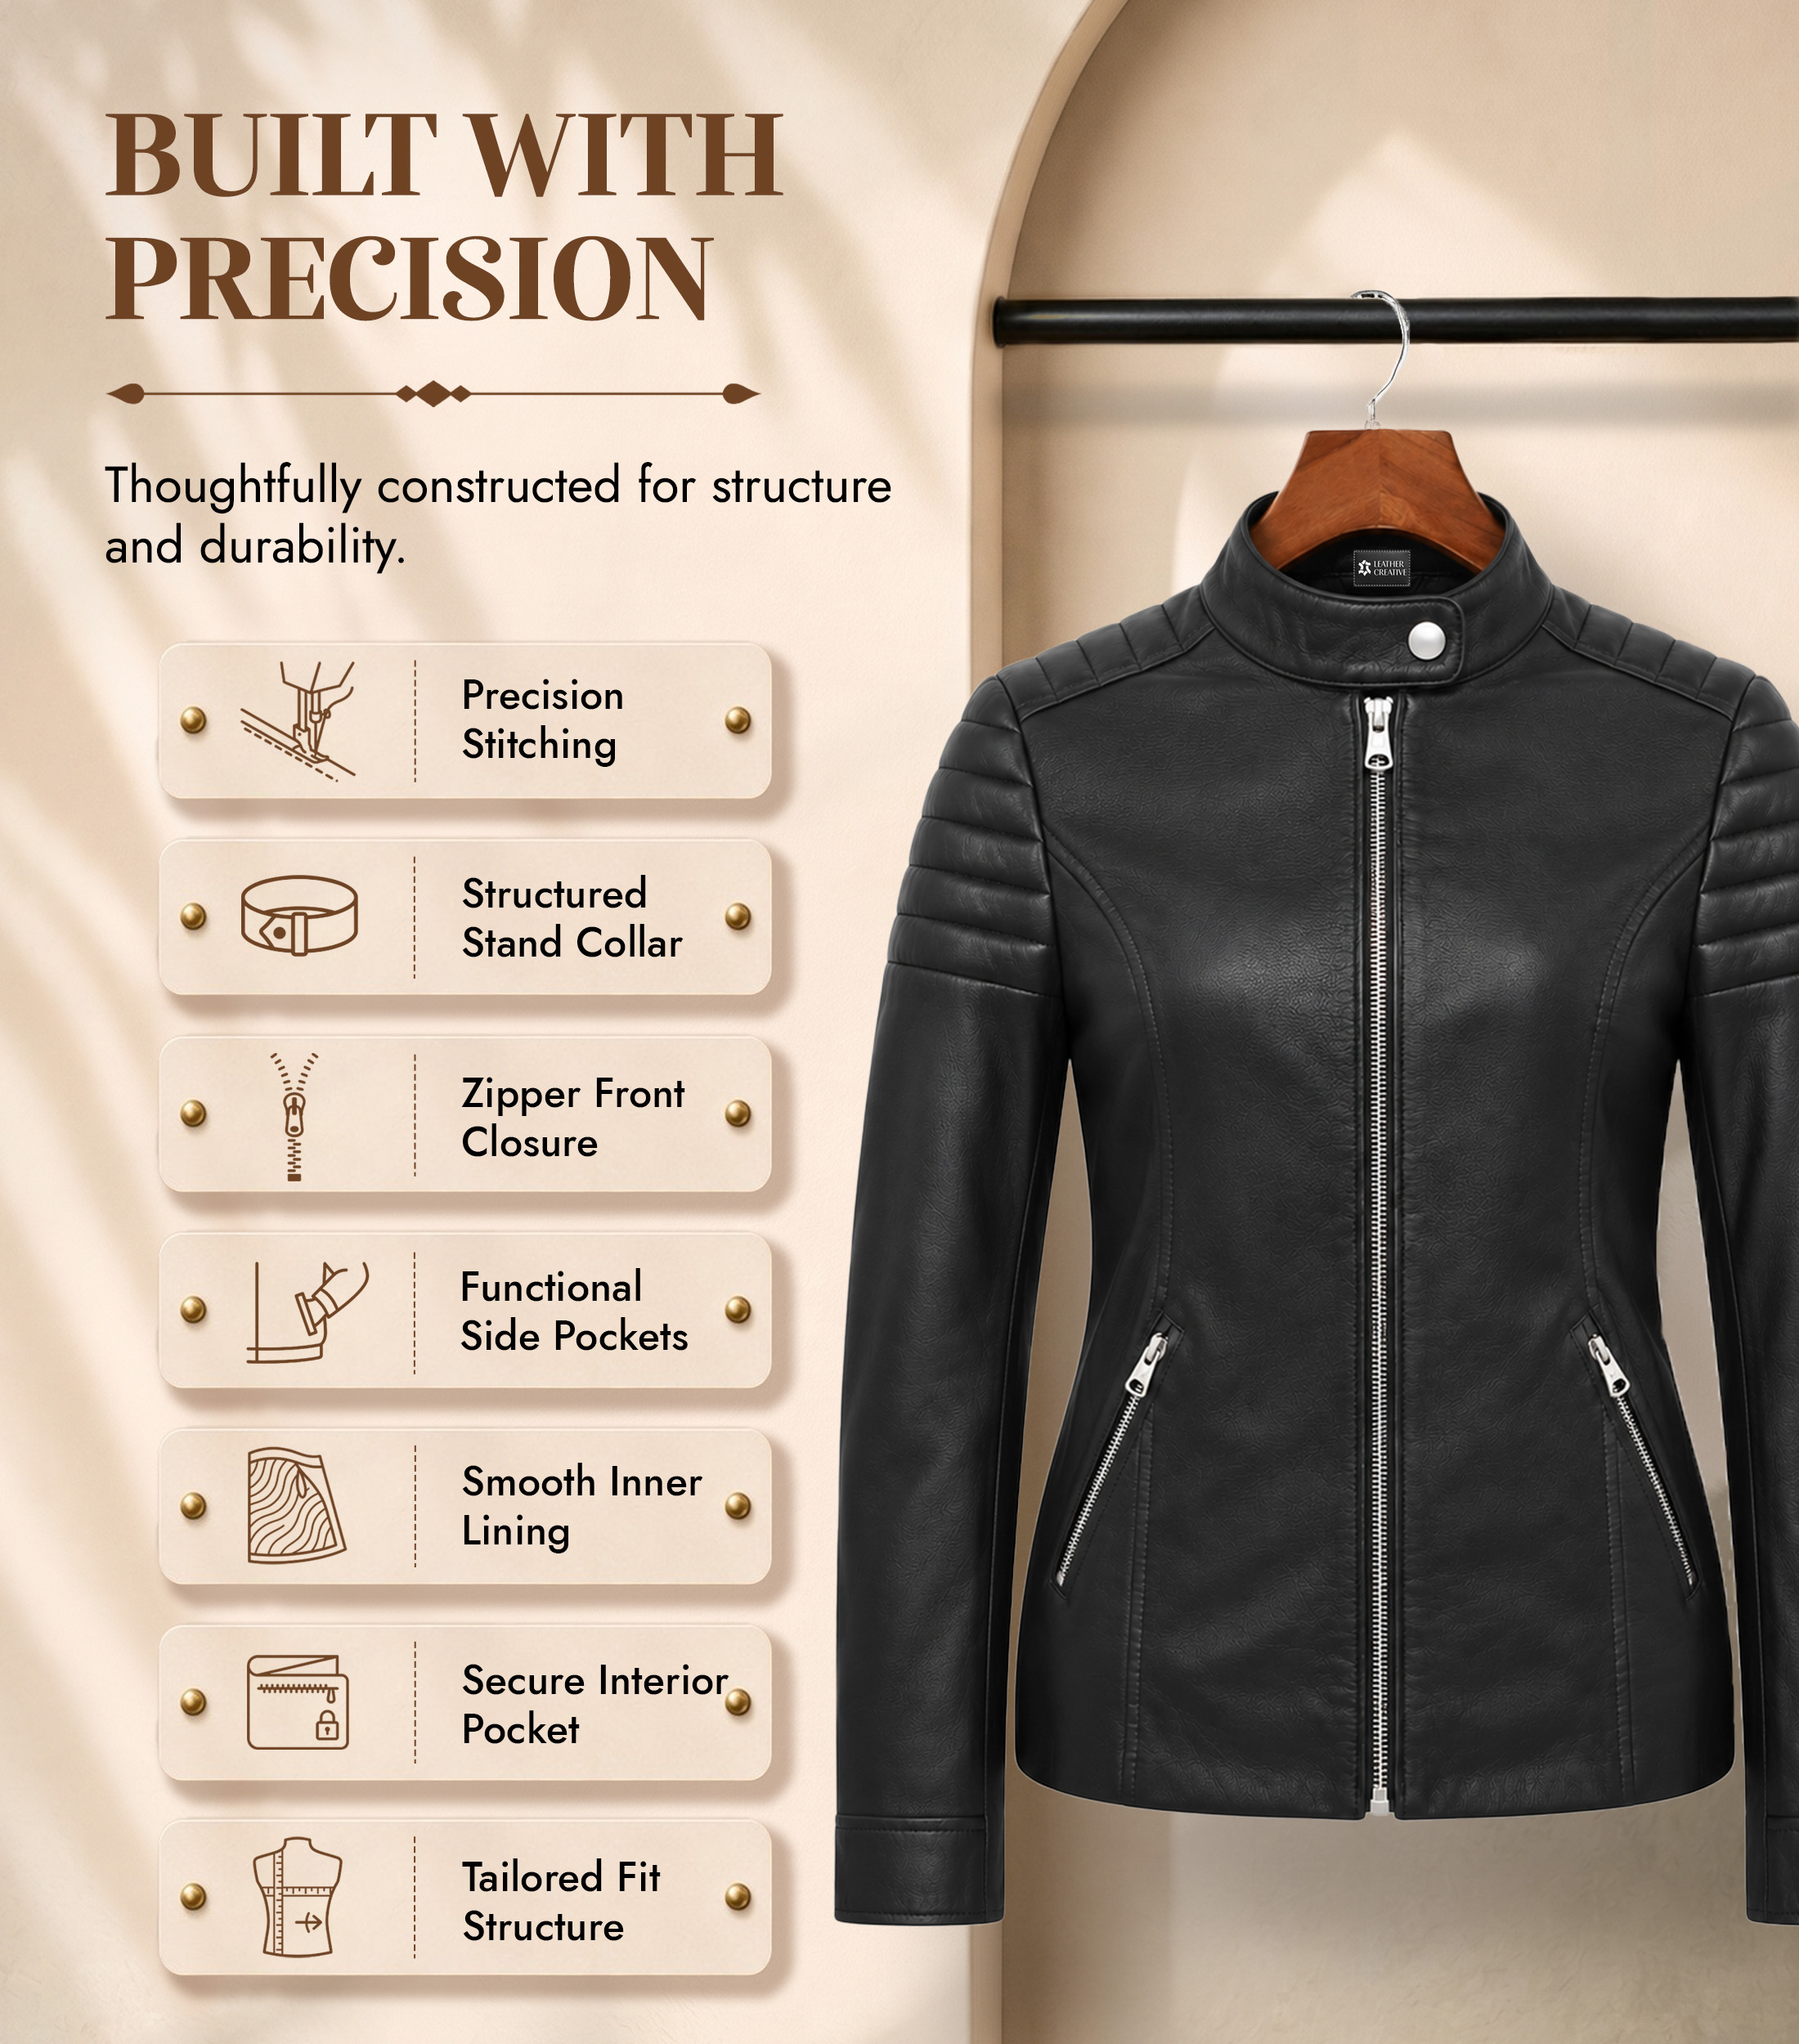 BUILT WITH
PRECISION
Thoughtfully constructed for structure
and durability.
LEATHER
CREATIVE
Precision
Stitching
Structured
Stand Collar
Zipper Front
Closure
Functional
Side Pockets
Smooth Inner
Lining
Secure Interior
Pocket
Tailored Fit
Structure